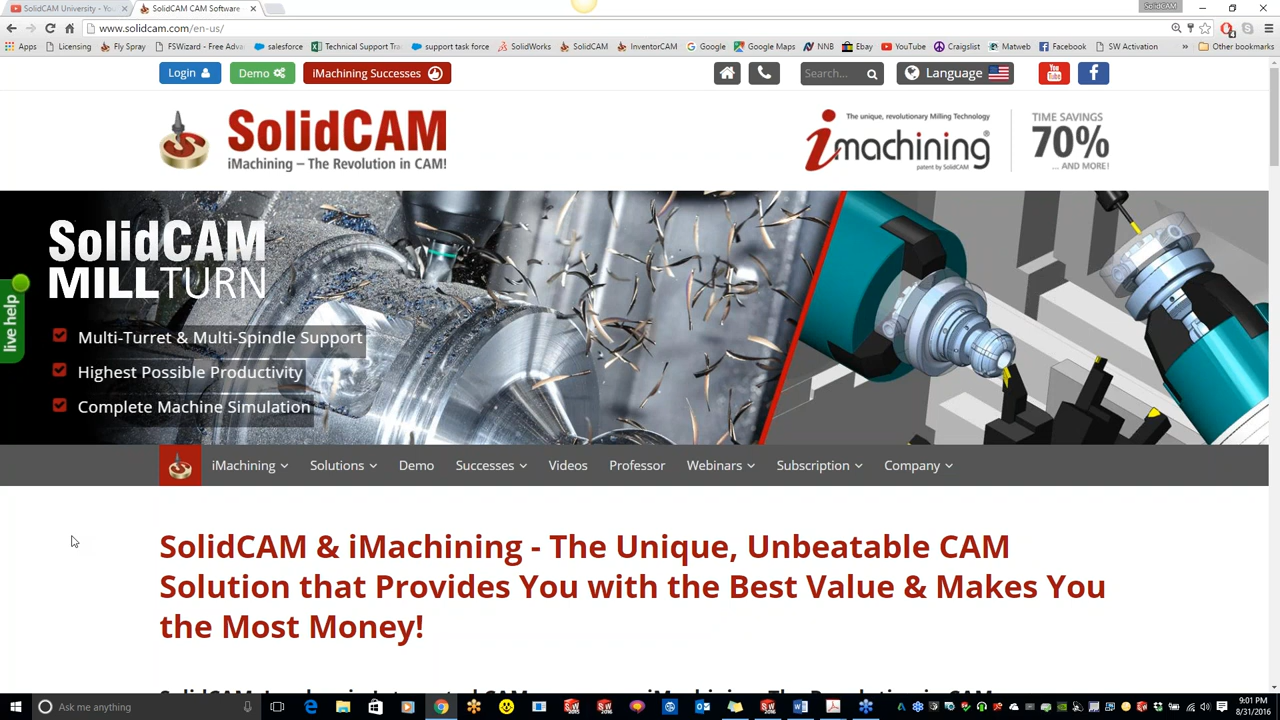 SolidCAM University - Yo
SolidCAM CAM Software
SolidCAM
www.solidcam.com/en-us/
Apps
Licensing
Fly Spray
FSWizard - Free Adva
salesforce
Technical Support Tra
support task force
SolidWorks
SolidCAM
InventorCAM
Google
Google Maps
NNB
Ebay
YouTube
Craigslist
Matweb
Facebook
SW Activation
»
Other bookmarks
Login
Demo
iMachining Successes
Search...
Language
You Tube
SolidCAM
iMachining – The Revolution in CAM!
The unique, revolutionary Milling Technology
imachining®
patent by SolidCAM
TIME SAVINGS
70%
... AND MORE!
SolidCAM
MILLTURN
Multi-Turret & Multi-Spindle Support
Highest Possible Productivity
Complete Machine Simulation
live help
iMachining
Solutions
Demo
Successes
Videos
Professor
Webinars
Subscription
Company
SolidCAM & iMachining - The Unique, Unbeatable CAM
Solution that Provides You with the Best Value & Makes You
the Most Money!
Ask me anything
9:01 PM
8/31/2016